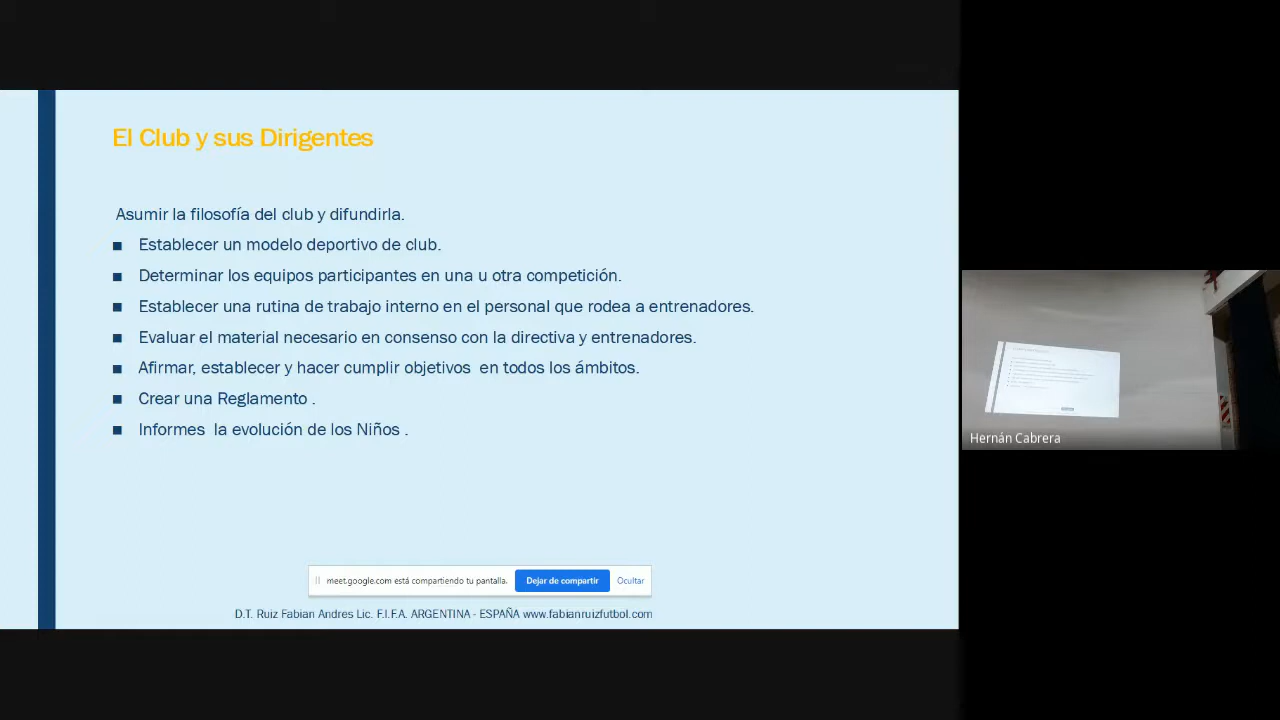 El Club y sus Dirigentes
Asumir la filosofía del club y difundirla.
Establecer un modelo deportivo de club.
Determinar los equipos participantes en una u otra competición.
Establecer una rutina de trabajo interno en el personal que rodea a entrenadores.
Evaluar el material necesario en consenso con la directiva y entrenadores.
Afirmar, establecer y hacer cumplir objetivos en todos los ámbitos.
Crear una Reglamento .
Informes la evolución de los Niños .
meet.google.com está compartiendo tu pantalla. Dejar de compartir Ocultar
D.T. Ruiz Fabian Andres Lic. F.I.F.A. ARGENTINA - ESPAÑA www.fabianruizfutbol.com
Hernán Cabrera